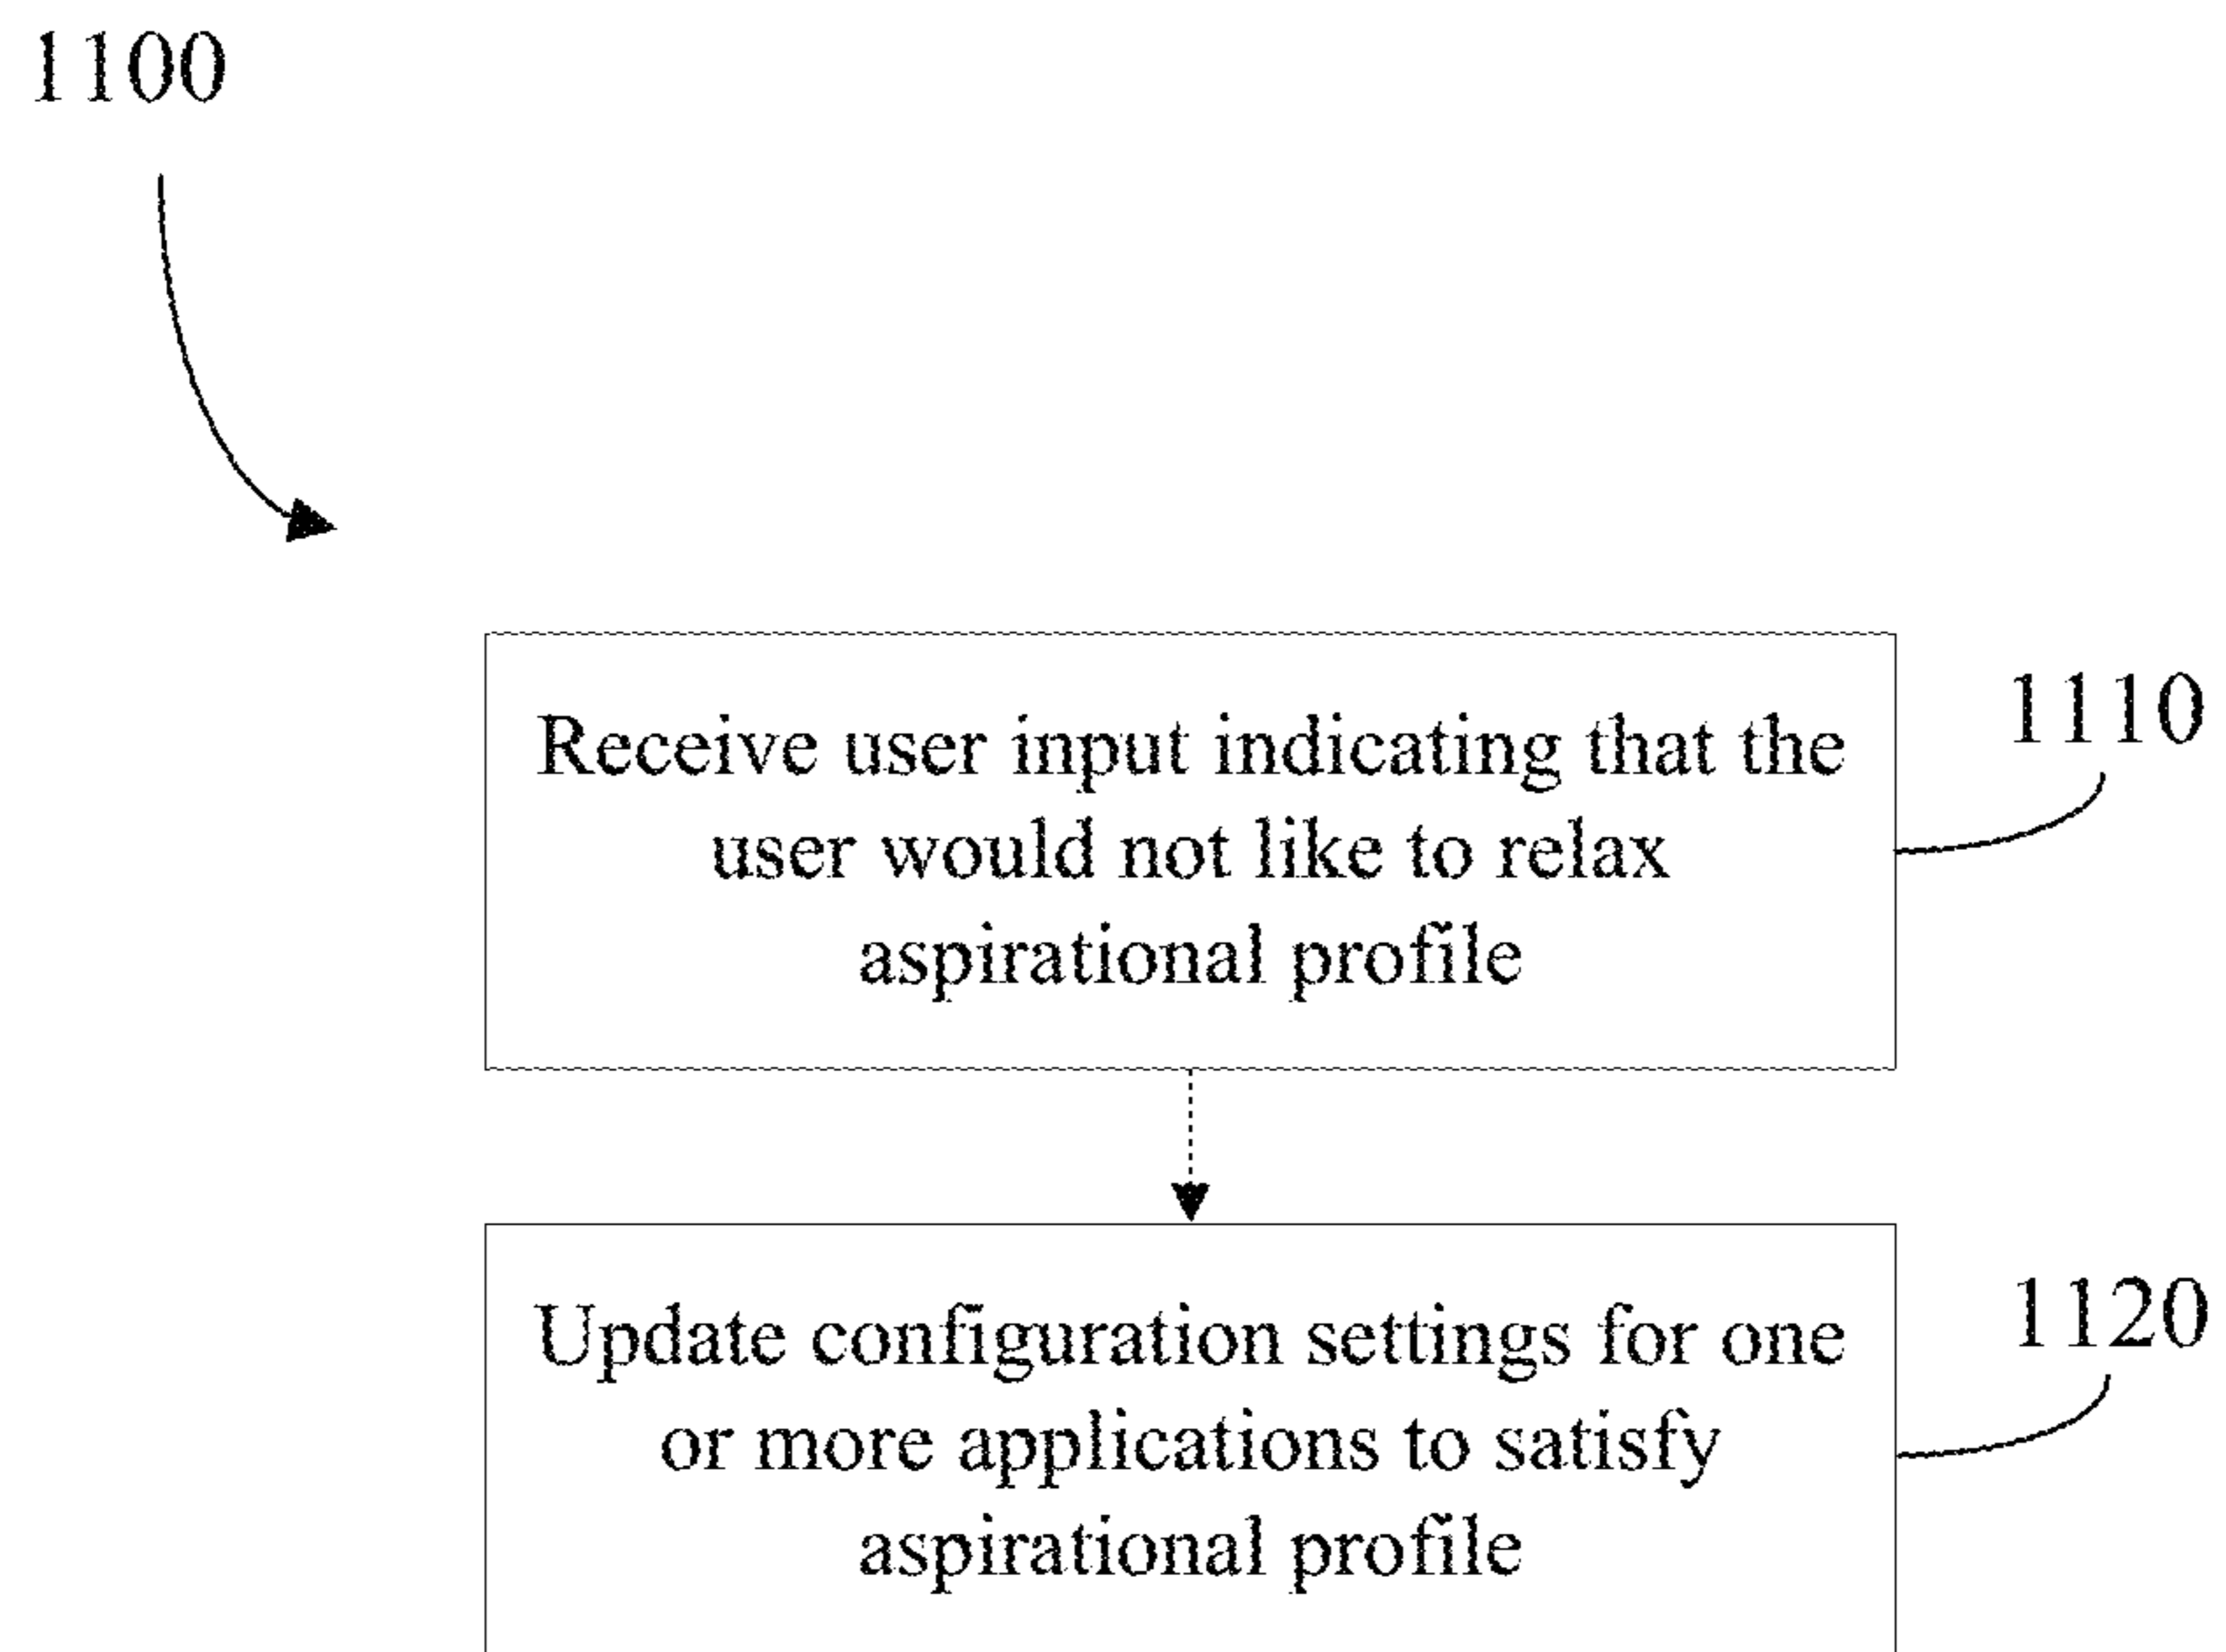 1100
Receive user input indicating that the
user would not like to relax
aspirational profile
1110
Update configuration settings for one
or more applications to satisfy
aspirational profile
1120